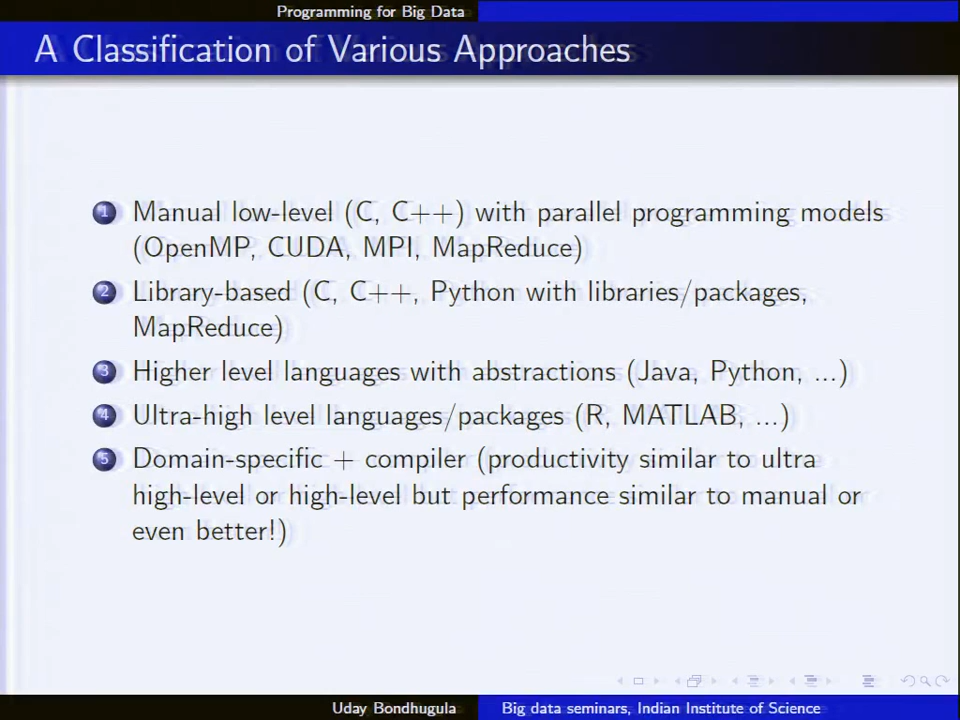 Programming for Big Data
A Classification of Various Approaches
1 Manual low-level (C, C++) with parallel programming models
(OpenMP, CUDA, MPI, MapReduce)
2 Library-based (C, C++, Python with libraries/packages,
MapReduce)
3 Higher level languages with abstractions (Java, Python, ...)
4 Ultra-high level languages/packages (R, MATLAB, ...)
5 Domain-specific + compiler (productivity similar to ultra
high-level or high-level but performance similar to manual or
even better!)
Uday Bondhugula
Big data seminars, Indian Institute of Science